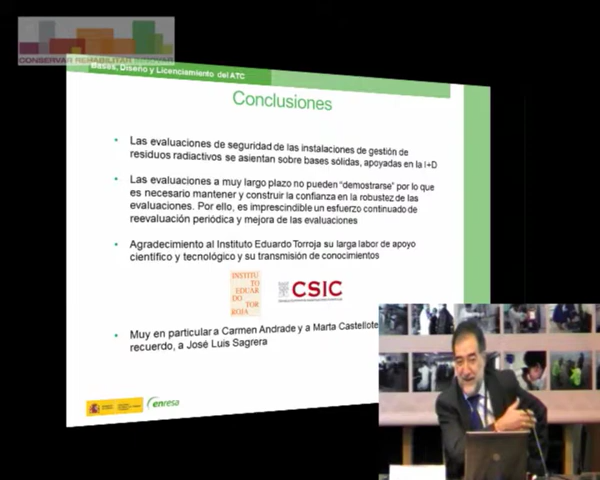 CONSERVAR REHABILITAR
Bases, Diseño y Licenciamiento del ATC
Conclusiones
• Las evaluaciones de seguridad de las instalaciones de gestión de
residuos radiactivos se asientan sobre bases sólidas, apoyadas en la I+D
• Las evaluaciones a muy largo plazo no pueden “demostrarse” por lo que
es necesario mantener y construir la confianza en la robustez de las
evaluaciones. Por ello, es imprescindible un esfuerzo continuado de
reevaluación periódica y mejora de las evaluaciones
• Agradecimiento al Instituto Eduardo Torroja su larga labor de apoyo
científico y tecnológico y su transmisión de conocimientos
INSTITU
TO
EDUAR
DO TOR
ROJA
CSIC
• Muy en particular a Carmen Andrade y a Marta Castellote
recuerdo, a José Luis Sagrera
enresa